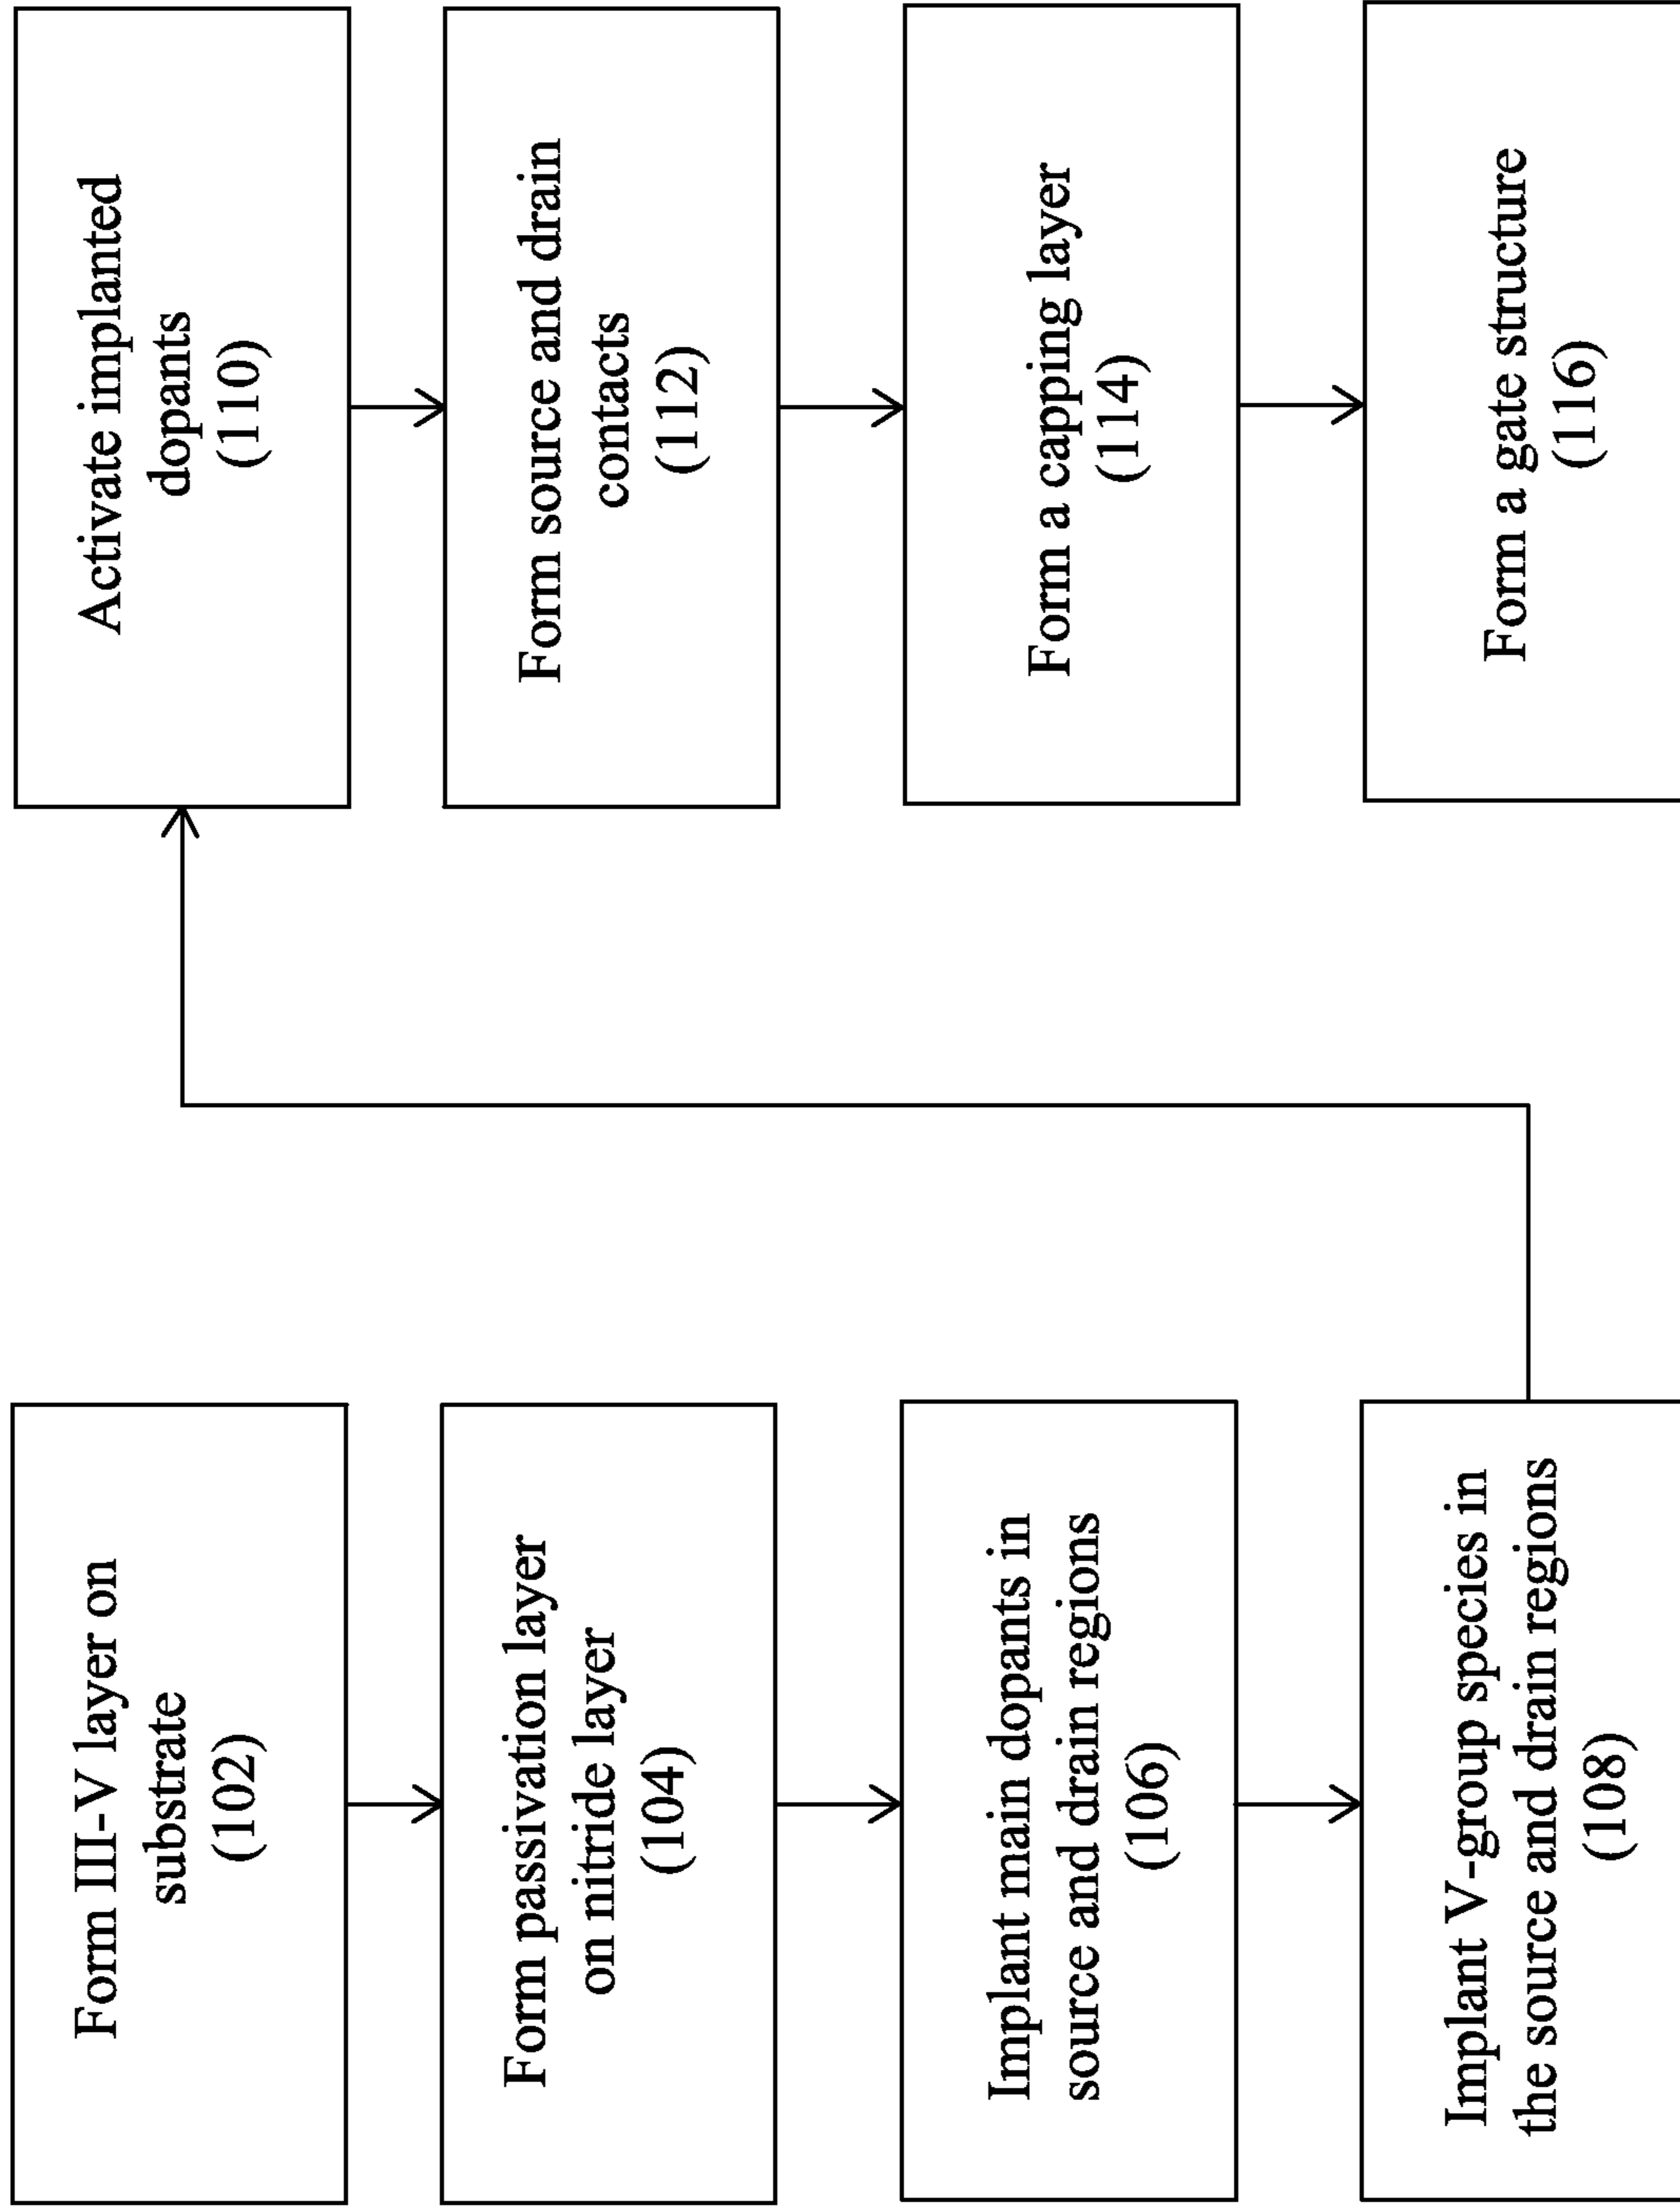 Form III-V layer on
substrate
(102)
Form passivation layer
on nitride layer
(104)
Implant main dopants in
source and drain regions
(106)
Implant V-group species in
the source and drain regions
(108)
Activate implanted
dopants
(110)
Form source and drain
contacts
(112)
Form a capping layer
(114)
Form a gate structure
(116)